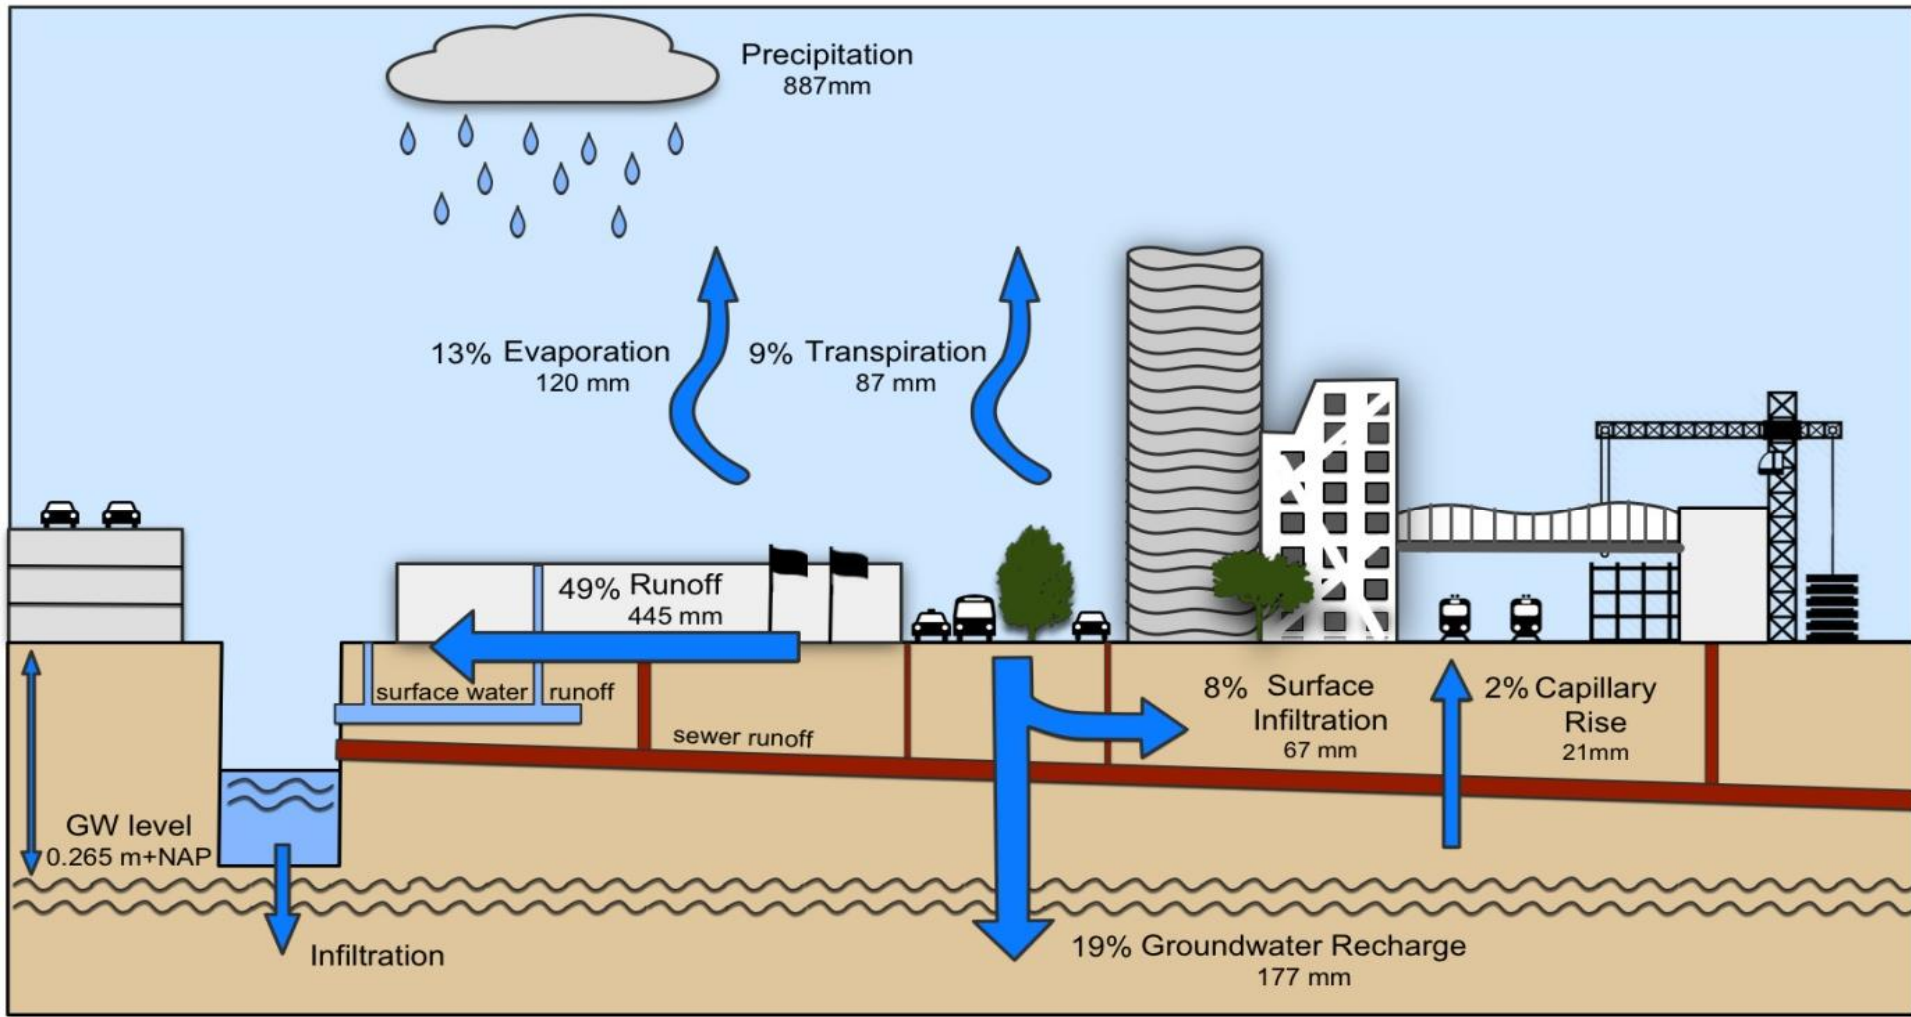 Precipitation
887mm
13% Evaporation
120 mm
9% Transpiration
87 mm
49% Runoff
445 mm
surface water runoff
sewer runoff
8% Surface
Infiltration
67 mm
2% Capillary
Rise
21mm
GW level
0.265 m+NAP
Infiltration
19% Groundwater Recharge
177 mm